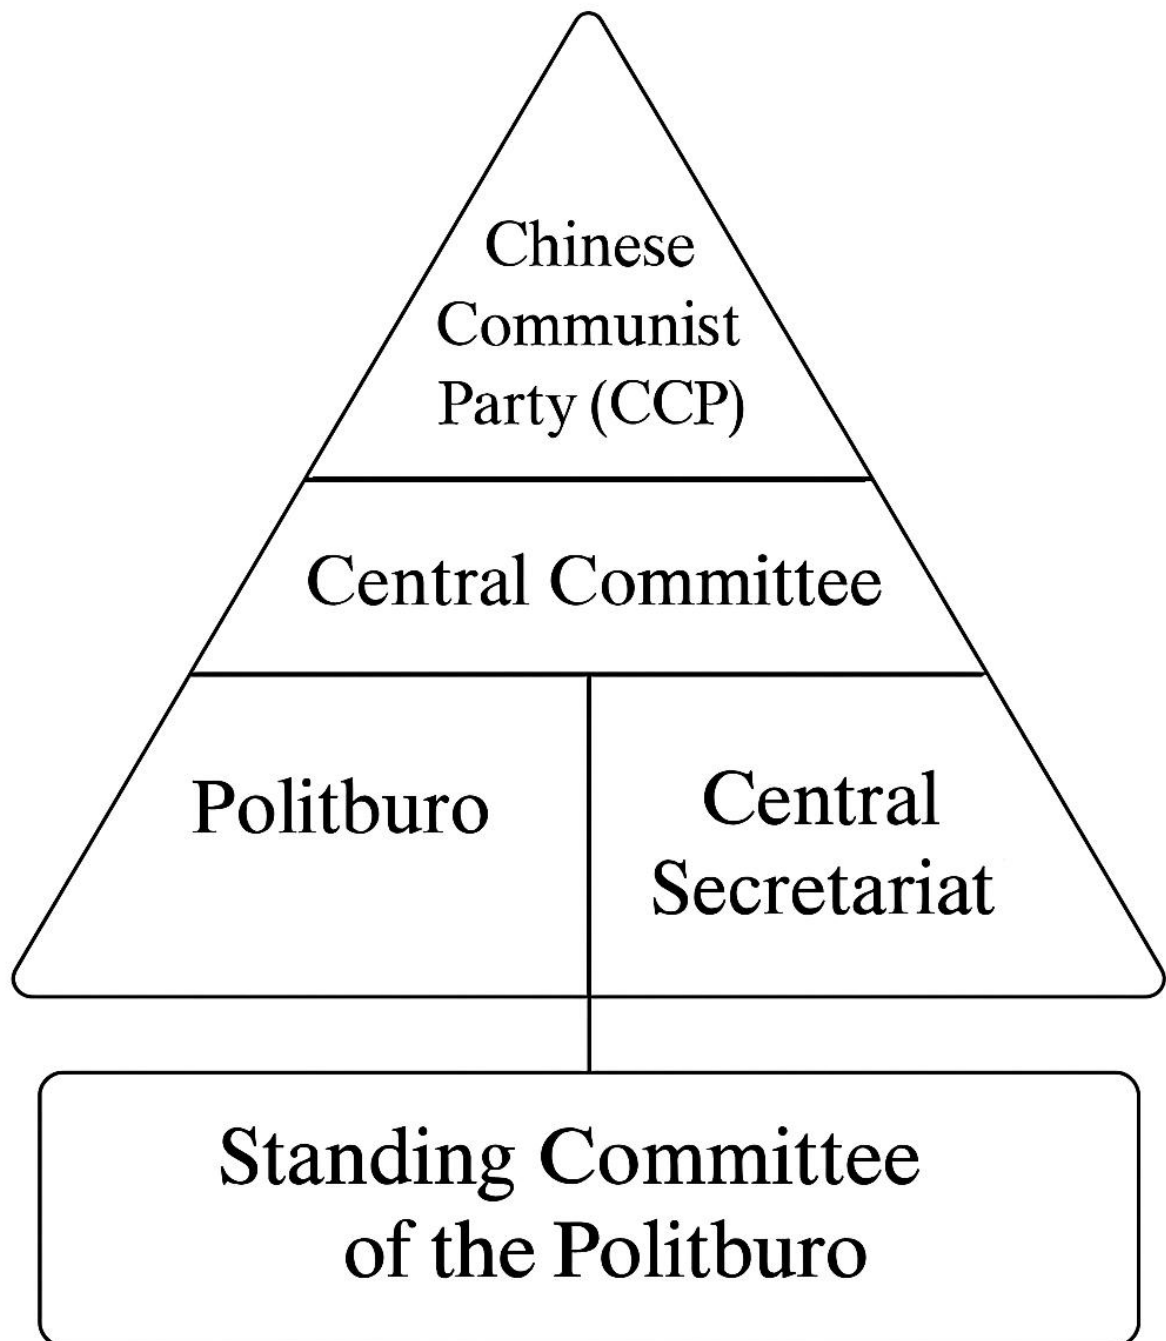 Chinese
Communist
Party (CCP)
Central Committee
Politburo
Central
Secretariat
Standing Committee
of the Politburo